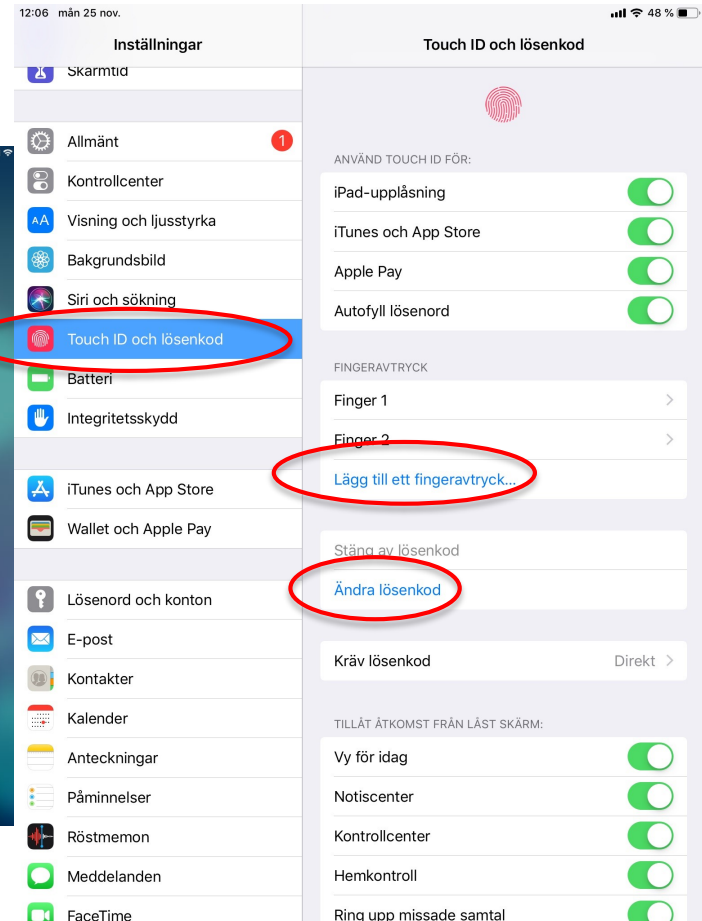 12:06 mån 25 nov.
48 %
Inställningar
Skärmtid
Allmänt
1
Kontrollcenter
AA Visning och ljusstyrka
Bakgrundsbild
Siri och sökning
Touch ID och lösenkod
Batteri
Integritetsskydd
iTunes och App Store
Wallet och Apple Pay
Lösenord och konton
E-post
Kontakter
Kalender
Anteckningar
Påminnelser
Röstmemon
Meddelanden
FaceTime
Touch ID och lösenkod
ANVÄND TOUCH ID FÖR:
iPad-upplåsning
iTunes och App Store
Apple Pay
Autofyll lösenord
FINGERAVTRYCK
Finger 1
Finger 2
Lägg till ett fingeravtryck...
Stäng av lösenkod
Ändra lösenkod
Kräv lösenkod Direkt
TILLÅT ÅTKOMST FRÅN LÅST SKÄRM:
Vy för idag
Notiscenter
Kontrollcenter
Hemkontroll
Ring upp missade samtal